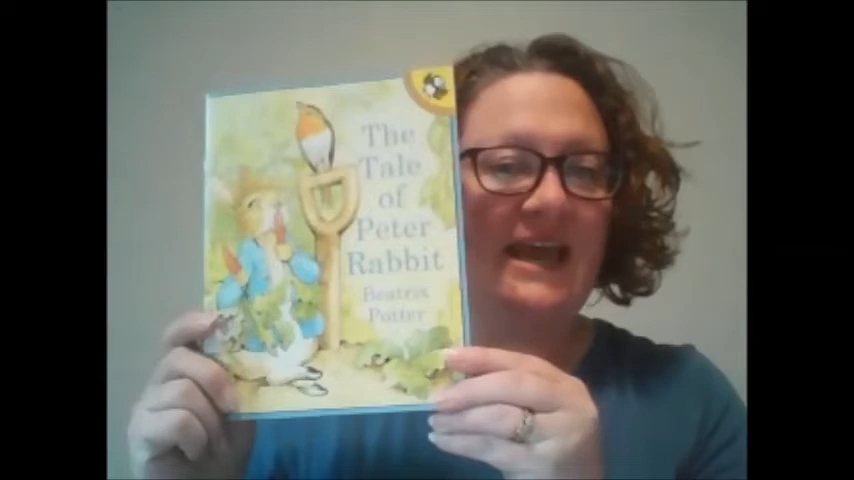 The
Tale
of
Peter
Rabbit
Beatrix
Potter